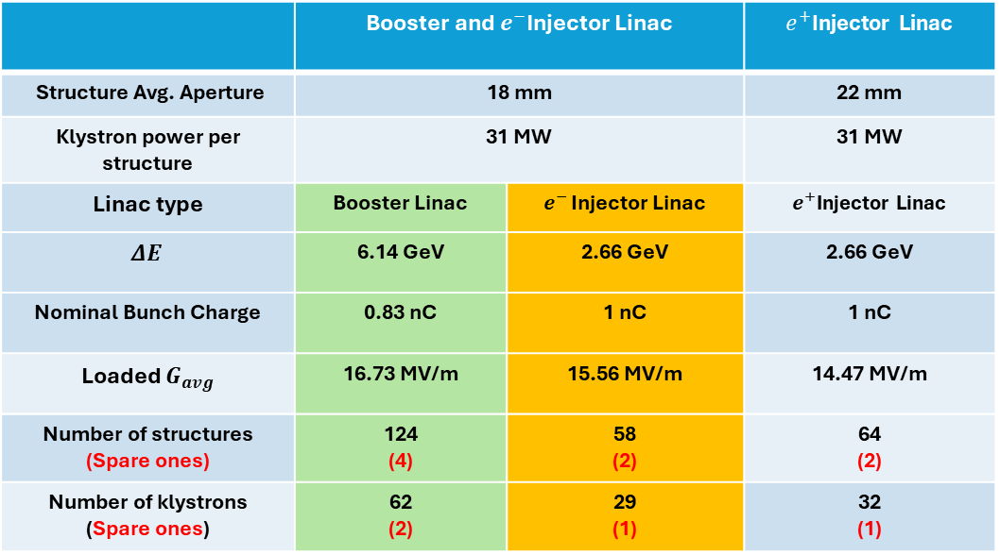 Booster and e⁻Injector Linac
e⁺Injector Linac
Structure Avg. Aperture
18 mm
22 mm
Klystron power per
structure
31 MW
31 MW
Linac type
Booster Linac
e⁻ Injector Linac
e⁺Injector Linac
ΔE
6.14 GeV
2.66 GeV
2.66 GeV
Nominal Bunch Charge
0.83 nC
1 nC
1 nC
Loaded G_avg
16.73 MV/m
15.56 MV/m
14.47 MV/m
Number of structures
(Spare ones)
124
(4)
58
(2)
64
(2)
Number of klystrons
(Spare ones)
62
(2)
29
(1)
32
(1)